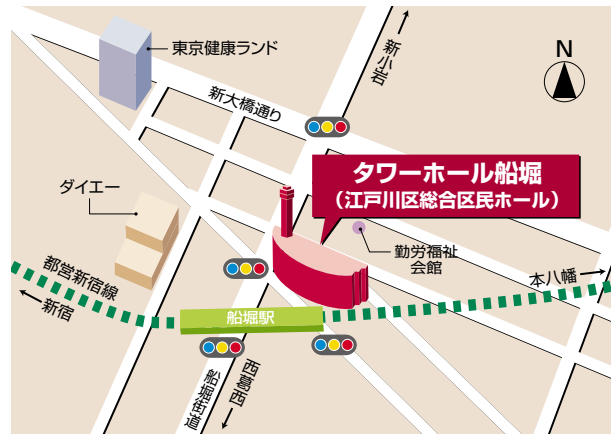 東京健康ランド
新小岩
N
新大橋通り
タワーホール船堀
(江戸川区総合区民ホール)
ダイエー
勤労福祉
会館
都営新宿線
新宿
本八幡
船堀駅
船堀街道
西葛西